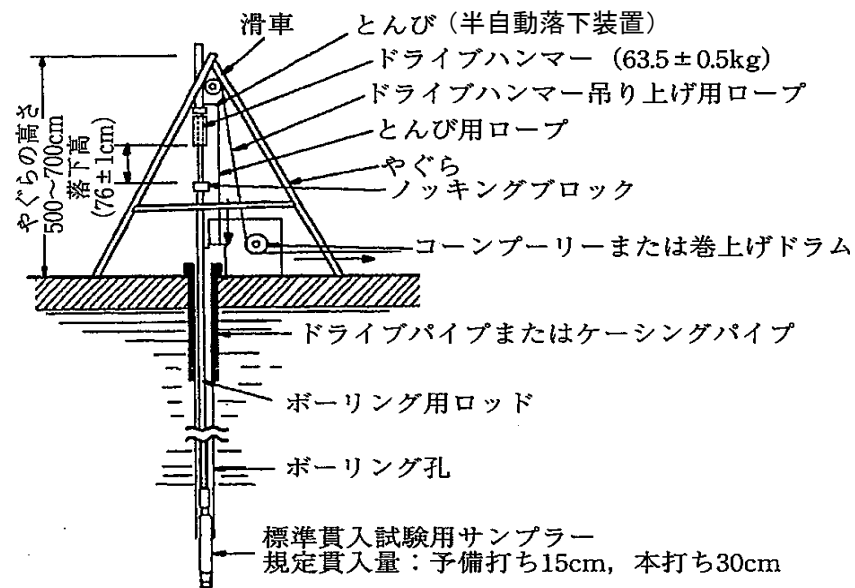 滑車
とんび（半自動落下装置）
ドライブハンマー (63.5±0.5kg)
ドライブハンマー吊り上げ用ロープ
とんび用ロープ
やぐら
ノッキングブロック
やぐらの高さ
500〜700cm
落下高
(76±1cm)
コーンプーリーまたは巻上げドラム
ドライブパイプまたはケーシングパイプ
ボーリング用ロッド
ボーリング孔
標準貫入試験用サンプラー
規定貫入量：予備打ち15cm，本打ち30cm